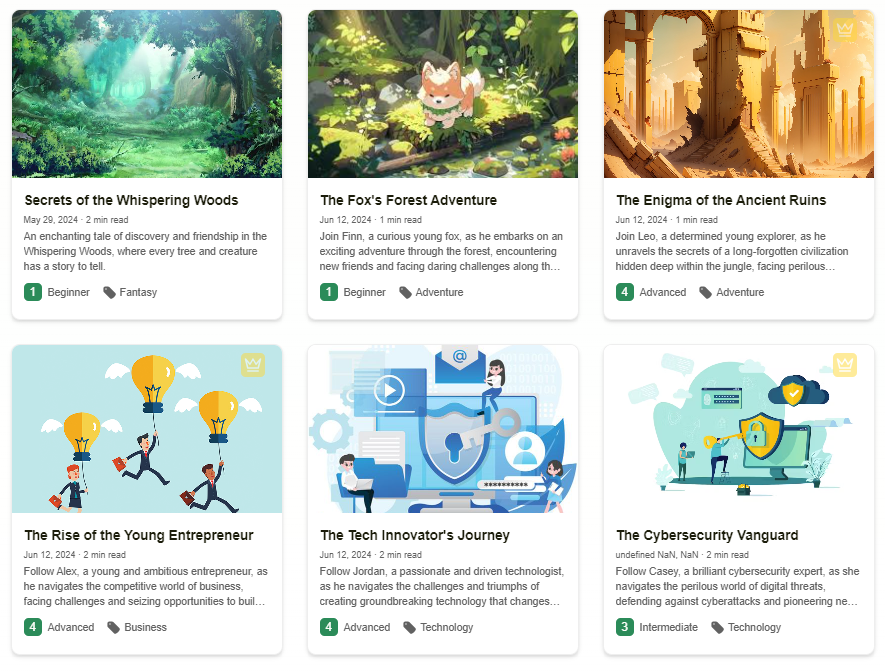 Secrets of the Whispering Woods
May 29, 2024 · 2 min read
An enchanting tale of discovery and friendship in the
Whispering Woods, where every tree and creature
has a story to tell.
1 Beginner Fantasy
The Fox's Forest Adventure
Jun 12, 2024 · 1 min read
Join Finn, a curious young fox, as he embarks on an
exciting adventure through the forest, encountering
new friends and facing daring challenges along th…
1 Beginner Adventure
The Enigma of the Ancient Ruins
Jun 12, 2024 · 1 min read
Join Leo, a determined young explorer, as he
unravels the secrets of a long-forgotten civilization
hidden deep within the jungle, facing perilous…
4 Advanced Adventure
The Rise of the Young Entrepreneur
Jun 12, 2024 · 2 min read
Follow Alex, a young and ambitious entrepreneur, as
he navigates the competitive world of business,
facing challenges and seizing opportunities to buil…
4 Advanced Business
@
**********
The Tech Innovator's Journey
Jun 12, 2024 · 2 min read
Follow Jordan, a passionate and driven technologist,
as he navigates the challenges and triumphs of
creating groundbreaking technology that changes…
4 Advanced Technology
The Cybersecurity Vanguard
undefined NaN, NaN · 2 min read
Follow Casey, a brilliant cybersecurity expert, as she
navigates the perilous world of digital threats,
defending against cyberattacks and pioneering ne…
3 Intermediate Technology